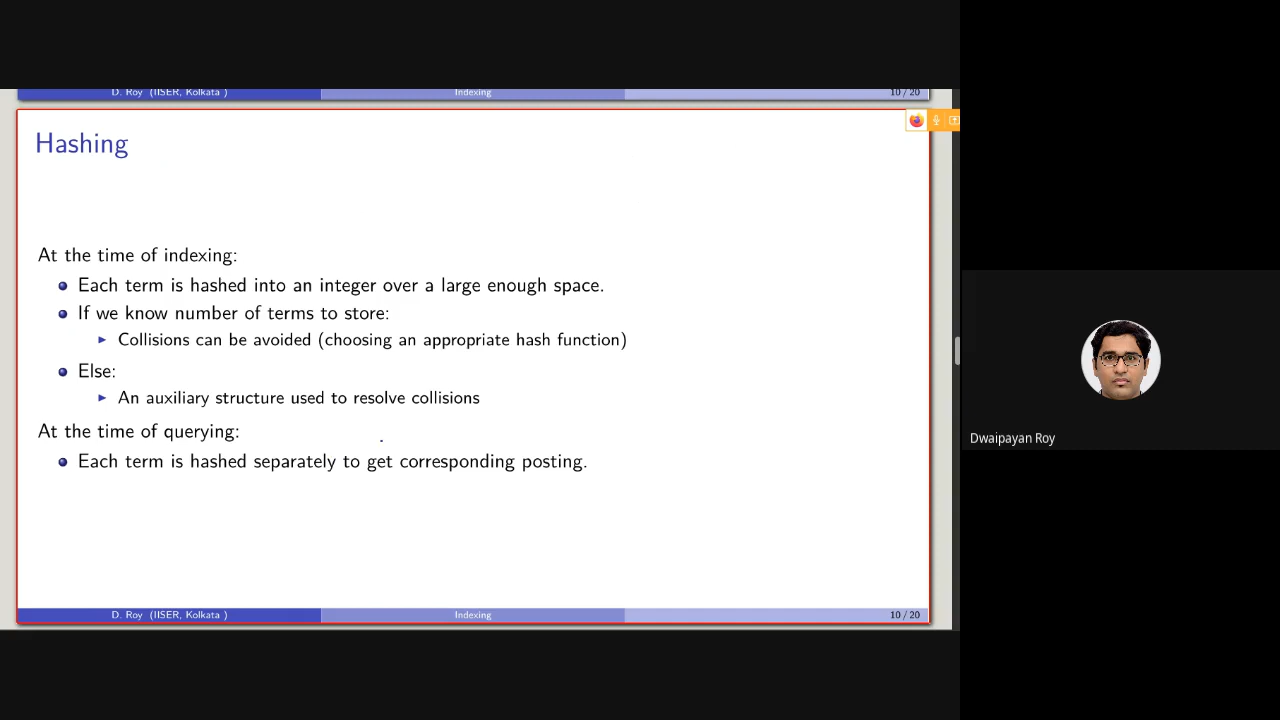 D. Roy (IISER, Kolkata )
Indexing
10 / 20
Hashing
At the time of indexing:
Each term is hashed into an integer over a large enough space.
If we know number of terms to store:
Collisions can be avoided (choosing an appropriate hash function)
Else:
An auxiliary structure used to resolve collisions
At the time of querying:
Each term is hashed separately to get corresponding posting.
D. Roy (IISER, Kolkata )
Indexing
10 / 20
Dwaipayan Roy